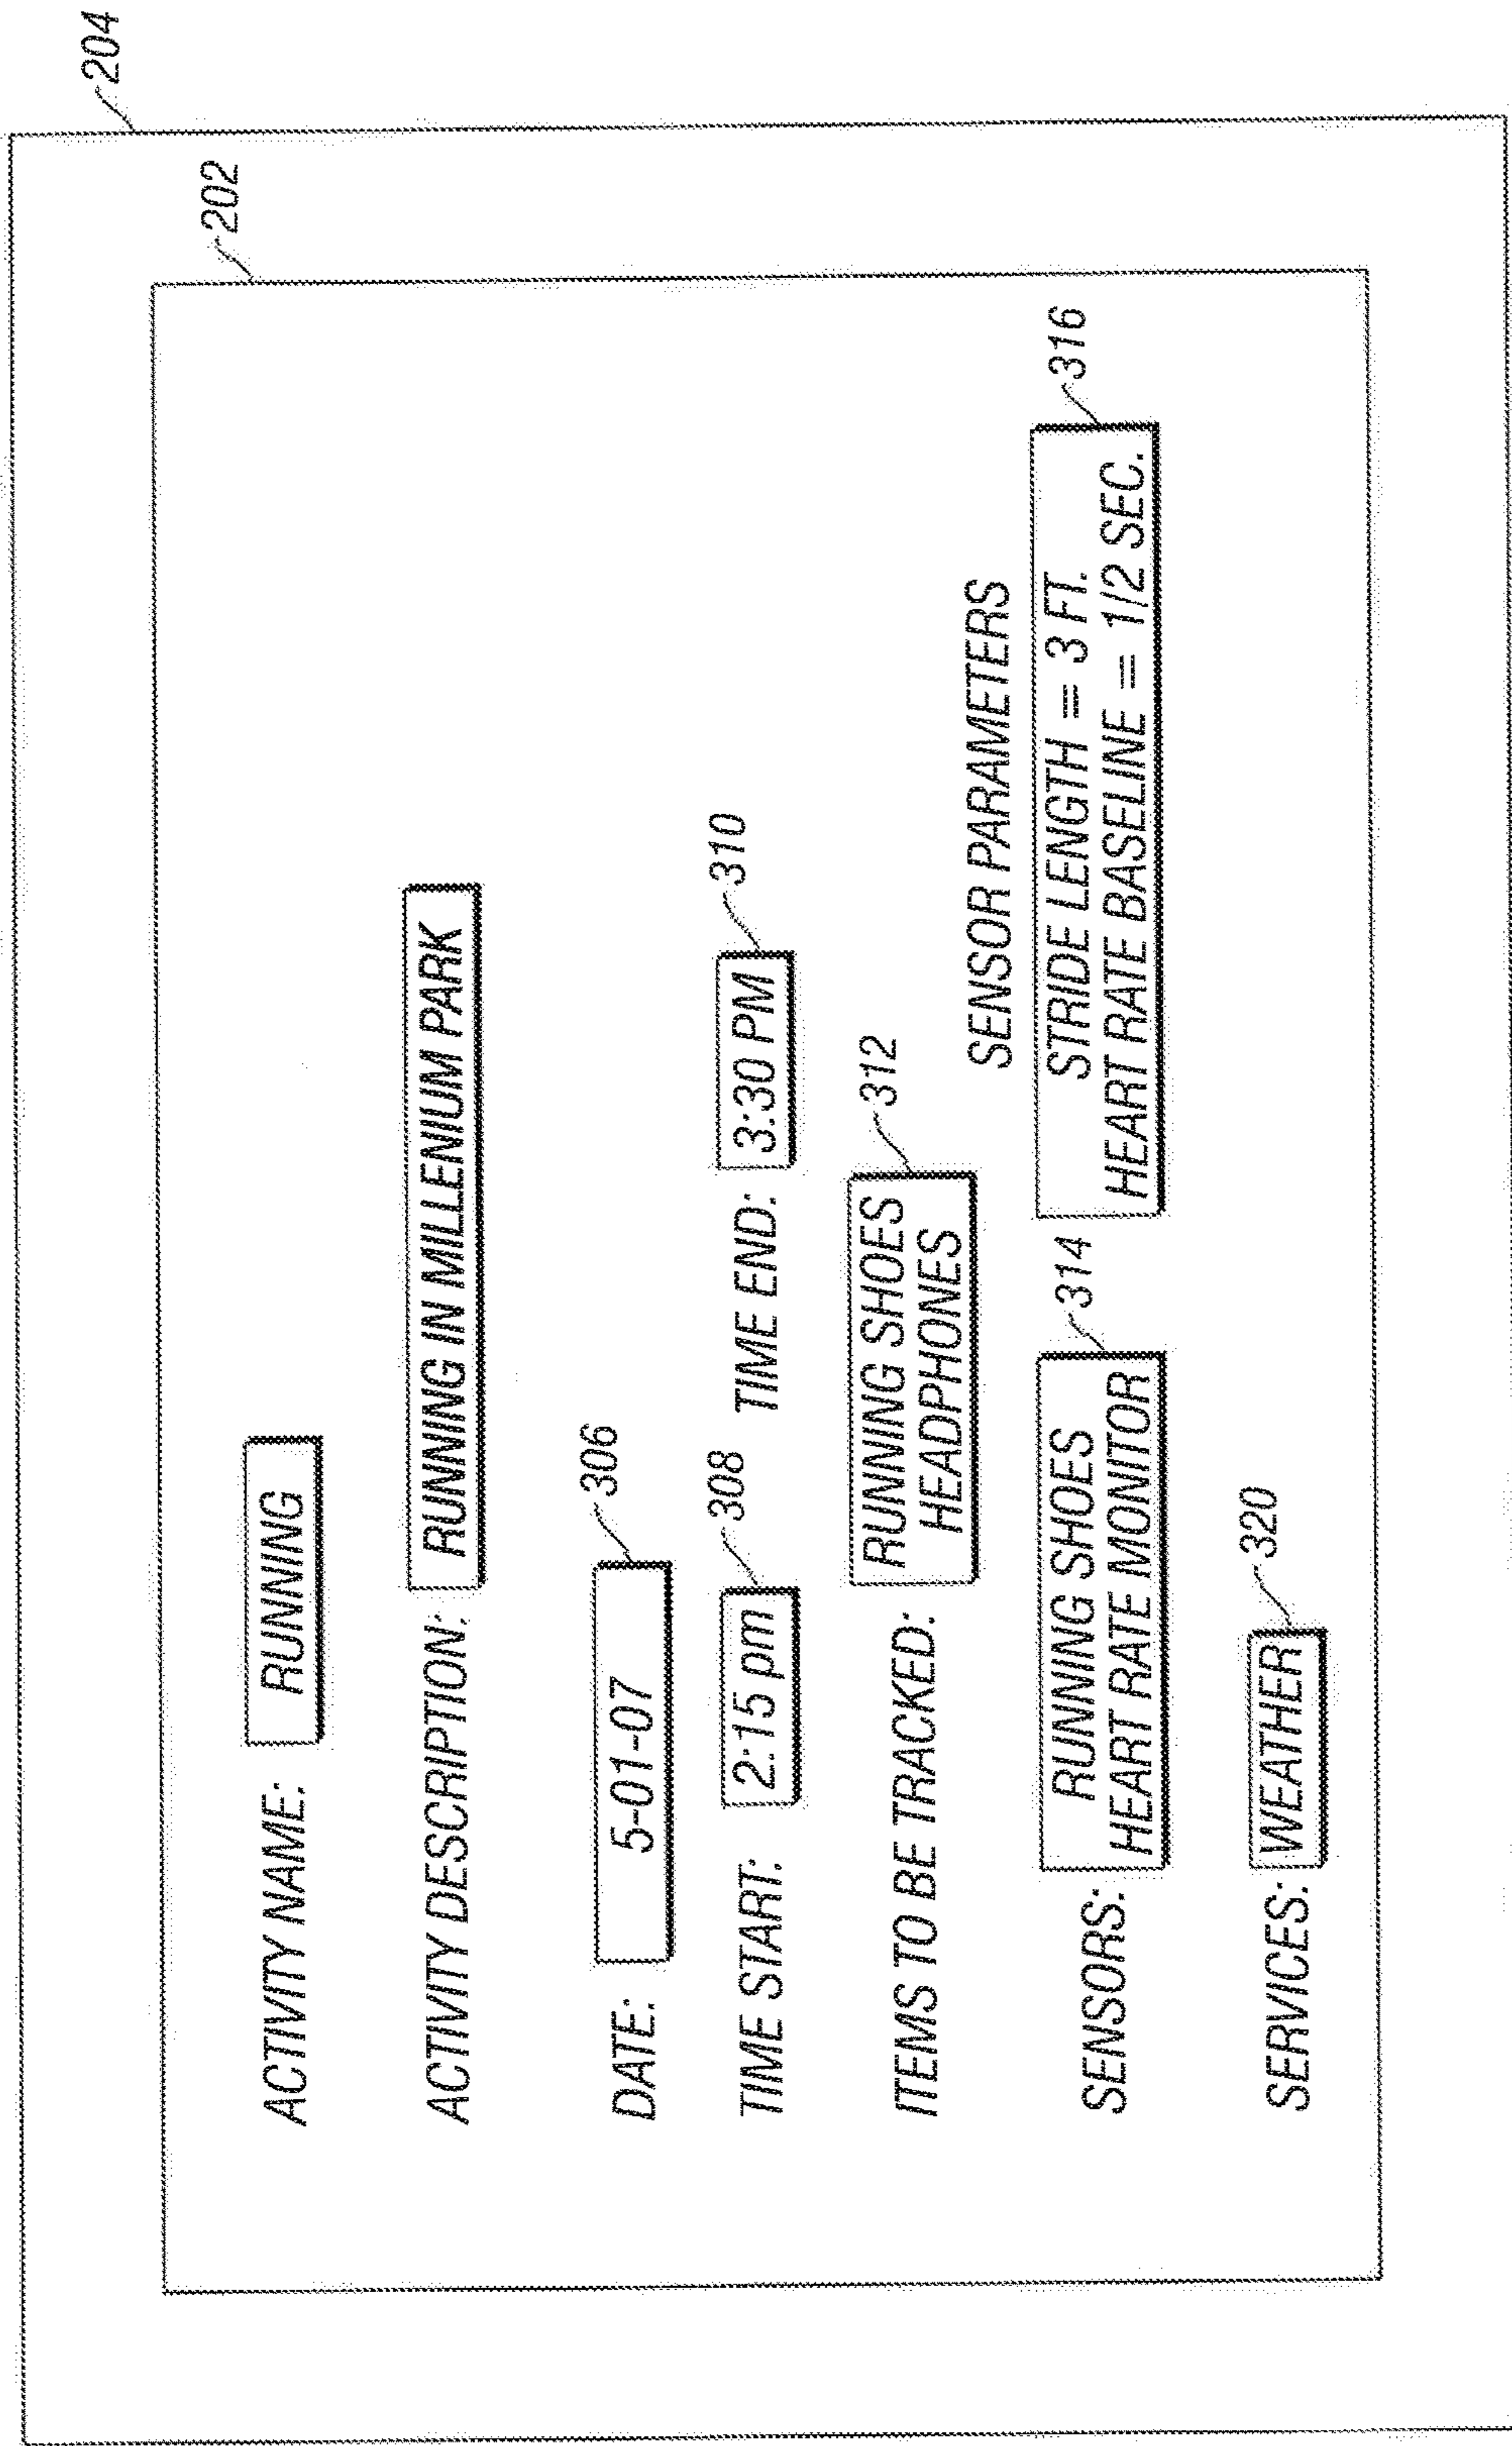 204
202
ACTIVITY NAME: RUNNING
ACTIVITY DESCRIPTION: RUNNING IN MILLENIUM PARK
306
DATE: 5-01-07
308 310
TIME START: 2:15 pm TIME END: 3:30 PM
312
ITEMS TO BE TRACKED: RUNNING SHOES
HEADPHONES
SENSOR PARAMETERS
314 316
SENSORS: RUNNING SHOES STRIDE LENGTH = 3 FT.
HEART RATE MONITOR HEART RATE BASELINE = 1/2 SEC.
320
SERVICES: WEATHER